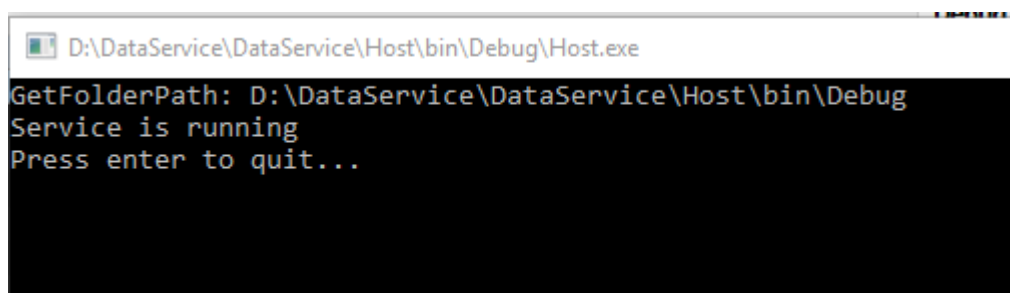 D:\DataService\DataService\Host\bin\Debug\Host.exe
GetFolderPath: D:\DataService\DataService\Host\bin\Debug
Service is running
Press enter to quit...